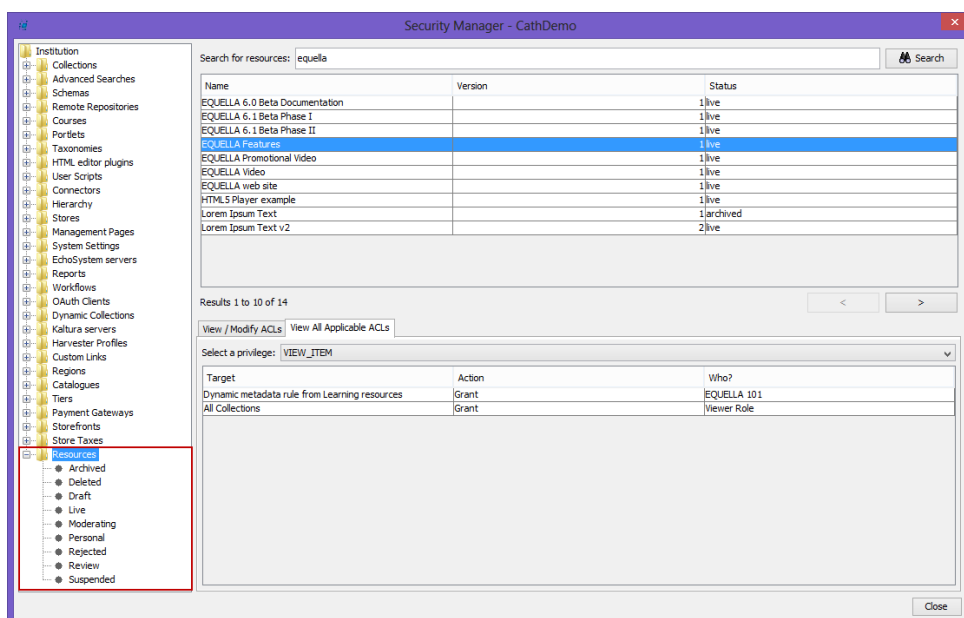 Security Manager - CathDemo
Institution
Collections
Advanced Searches
Schemas
Remote Repositories
Courses
Portlets
Taxonomies
HTML editor plugins
User Scripts
Connectors
Hierarchy
Stores
Management Pages
System Settings
EchoSystem servers
Reports
Workflows
OAuth Clients
Dynamic Collections
Kaltura servers
Harvester Profiles
Custom Links
Regions
Catalogues
Tiers
Payment Gateways
Storefronts
Store Taxes
Resources
Archived
Deleted
Draft
Live
Moderating
Personal
Rejected
Review
Suspended
Search for resources: equella Search
Name Version Status
EQUELLA 6.0 Beta Documentation 1 live
EQUELLA 6.1 Beta Phase I 1 live
EQUELLA 6.1 Beta Phase II 1 live
EQUELLA Features 1 live
EQUELLA Promotional Video 1 live
EQUELLA Video 1 live
EQUELLA web site 1 live
HTML5 Player example 1 live
Lorem Ipsum Text 1 archived
Lorem Ipsum Text v2 2 live
Results 1 to 10 of 14 < >
View / Modify ACLs View All Applicable ACLs
Select a privilege: VIEW_ITEM
Target Action Who?
Dynamic metadata rule from Learning resources Grant EQUELLA 101
All Collections Grant Viewer Role
Close